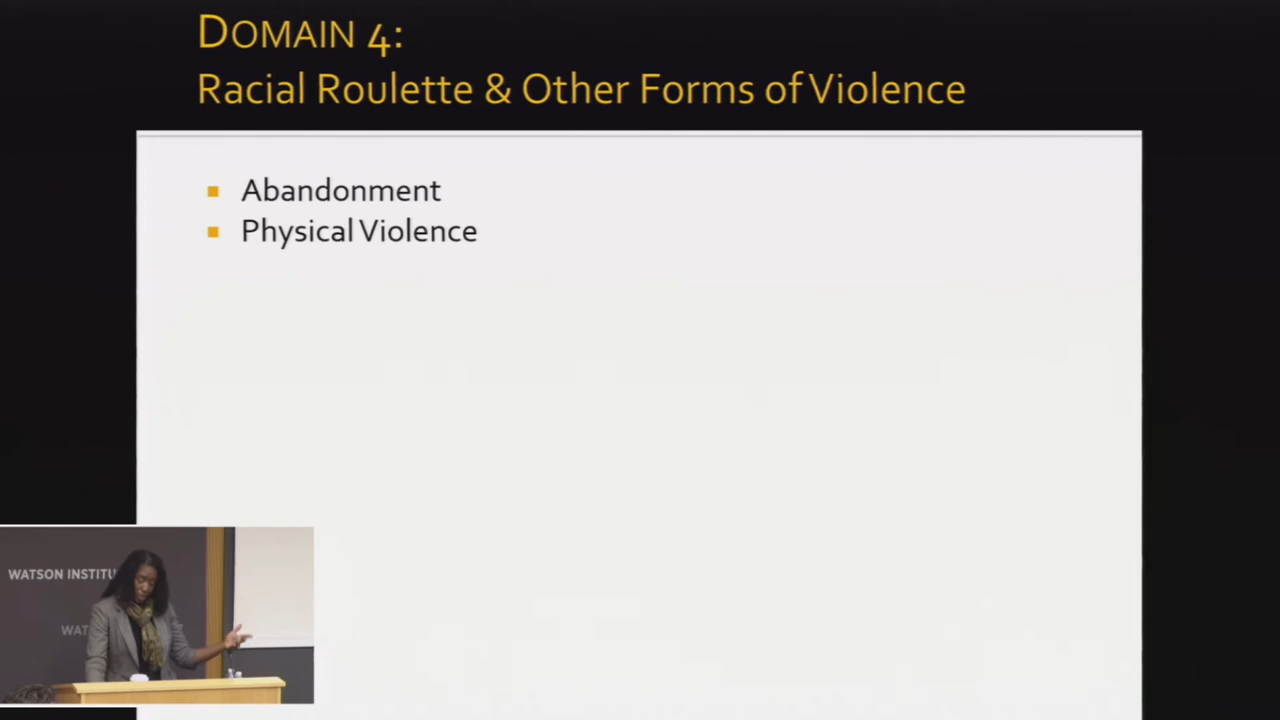 DOMAIN 4:
Racial Roulette & Other Forms of Violence
Abandonment
Physical Violence
WATSON INSTITU
WAT